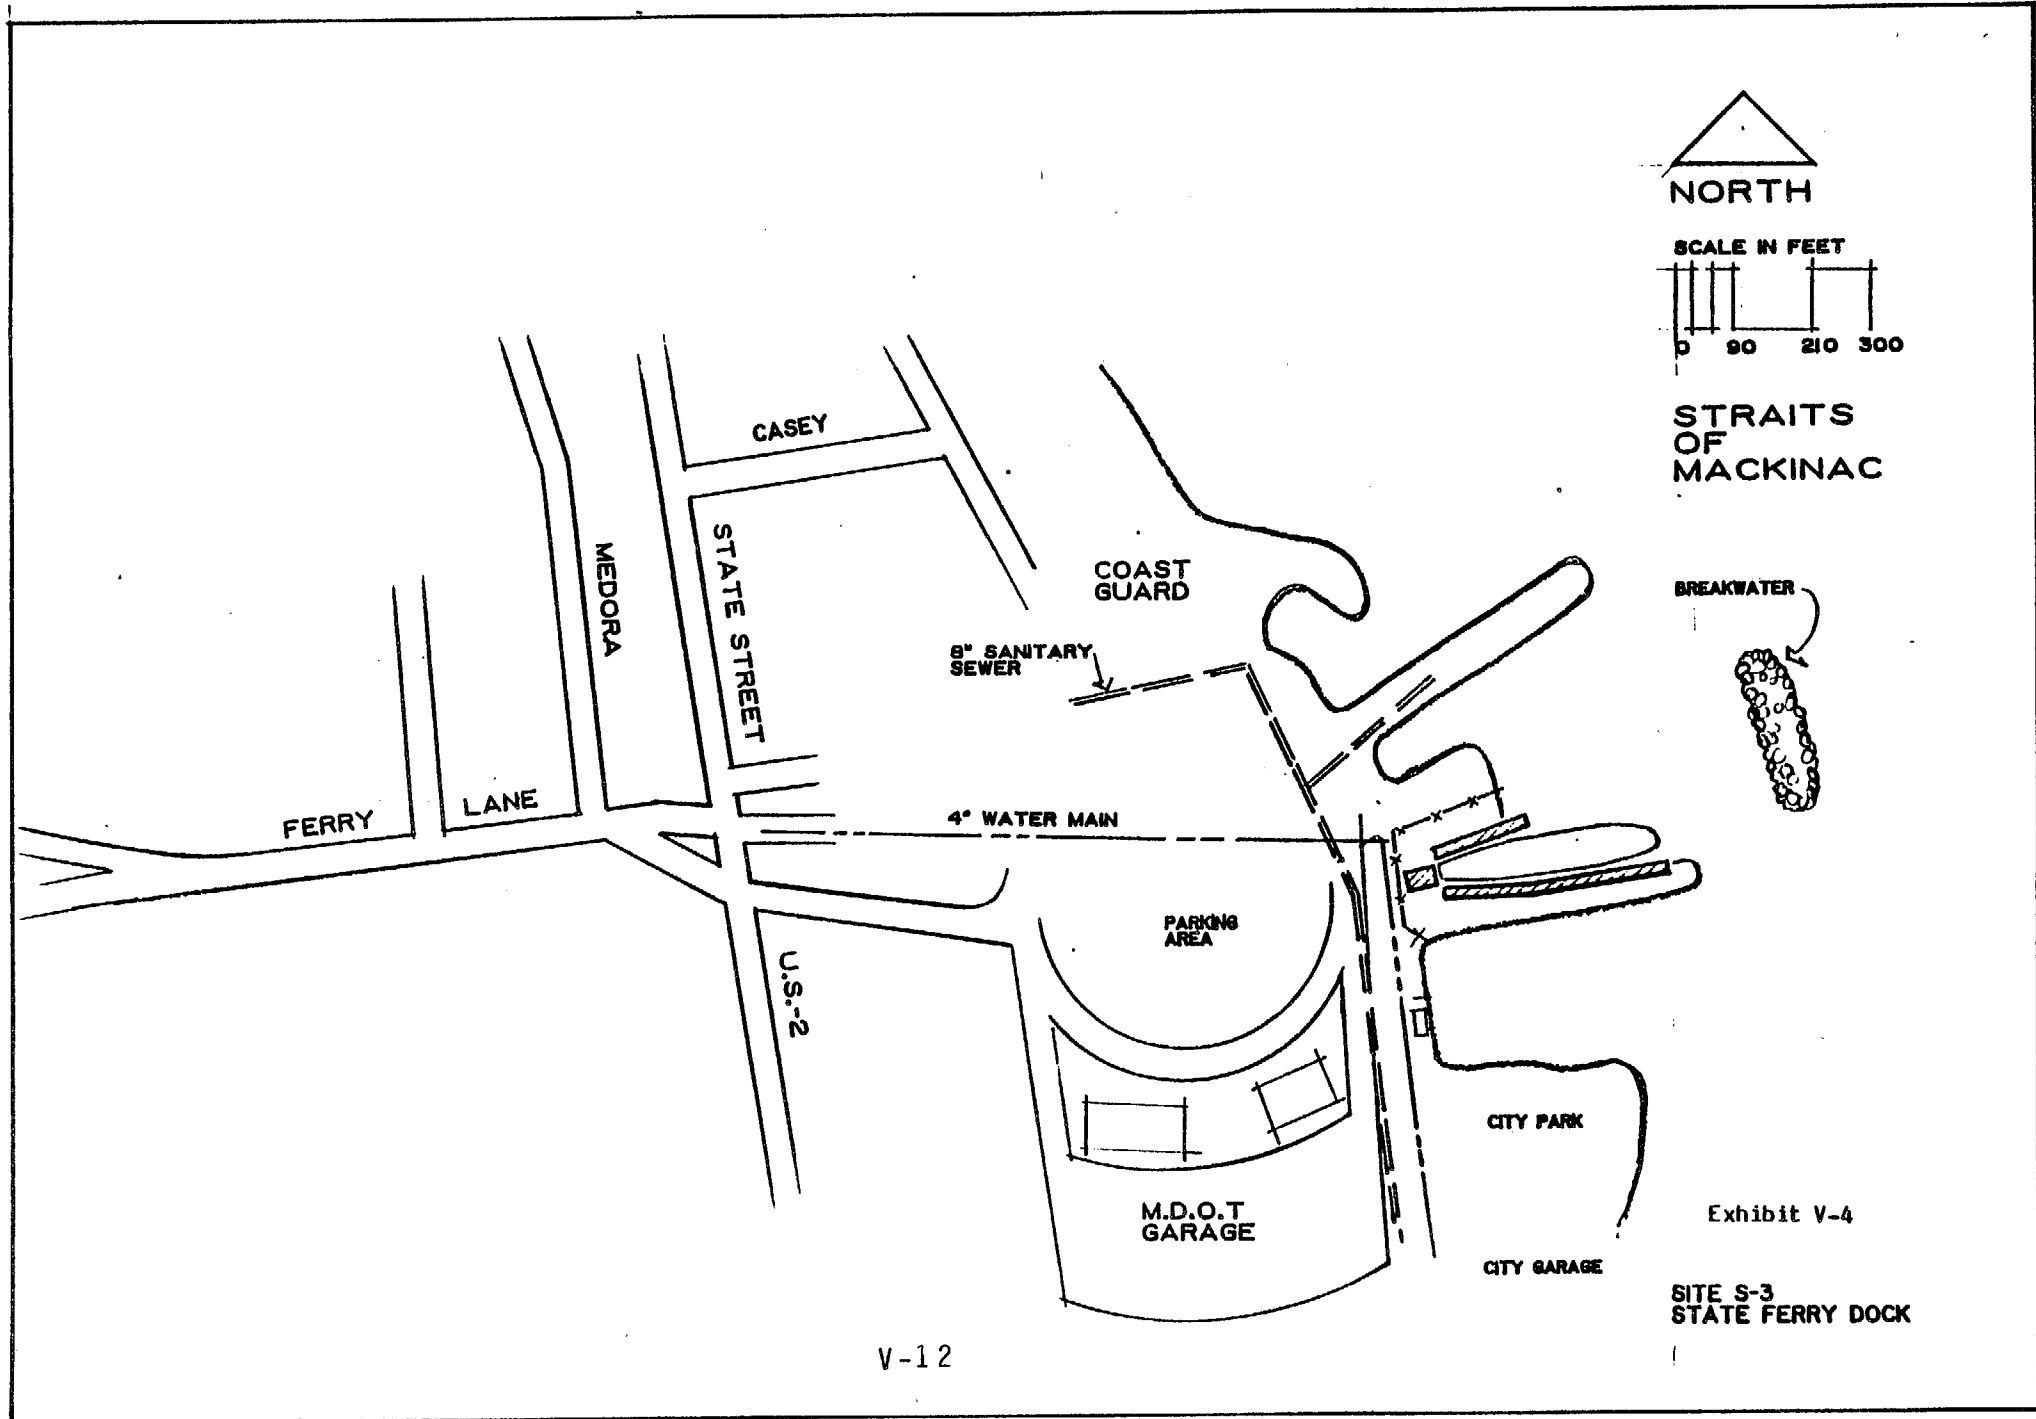 NORTH
SCALE IN FEET
0 90 210 300
STRAITS
OF
MACKINAC
CASEY
MEDORA
STATE STREET
COAST
GUARD
BREAKWATER
8" SANITARY
SEWER
FERRY LANE
4" WATER MAIN
PARKING
AREA
U.S.-2
CITY PARK
M.D.O.T
GARAGE
Exhibit V-4
CITY GARAGE
SITE S-3
STATE FERRY DOCK
V-12